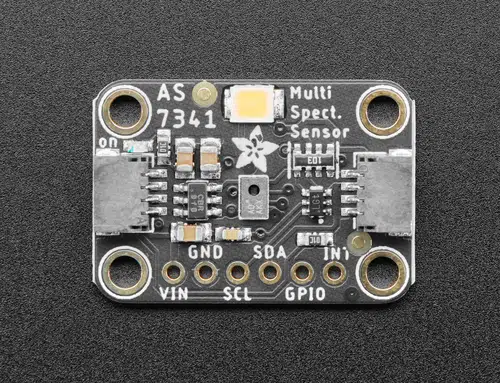 AS
7341
Multi
Spect.
Sensor
on
GND
SDA
INT
VIN
SCL
GPIO